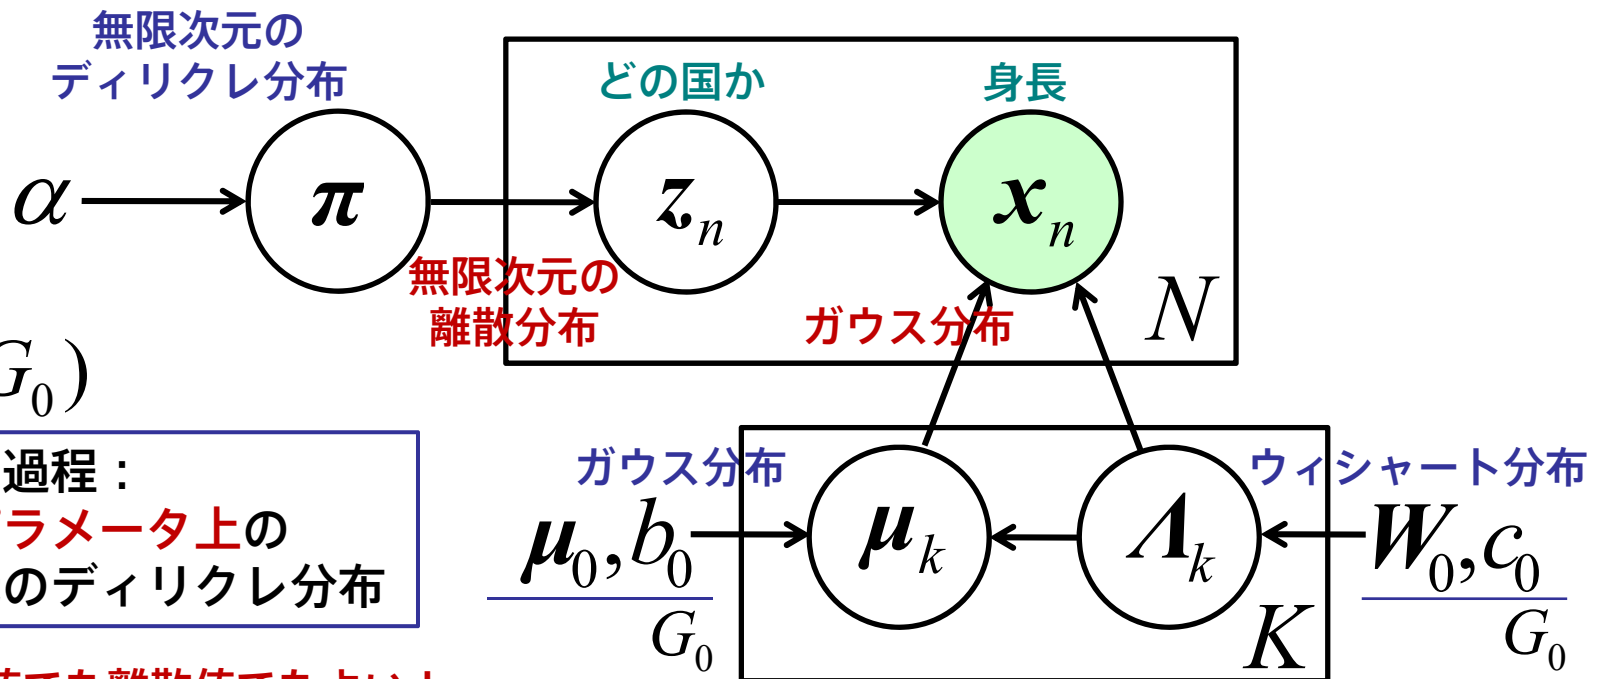 無限次元の
ディリクレ分布
どの国か
身長
α
π
z_n
x_n
無限次元の
離散分布
ガウス分布
N
G_0)
過程：
ラメータ上の
のディリクレ分布
ガウス分布
ウィシャート分布
μ_0, b_0
μ_k
Λ_k
W_0, c_0
G_0
K
G_0